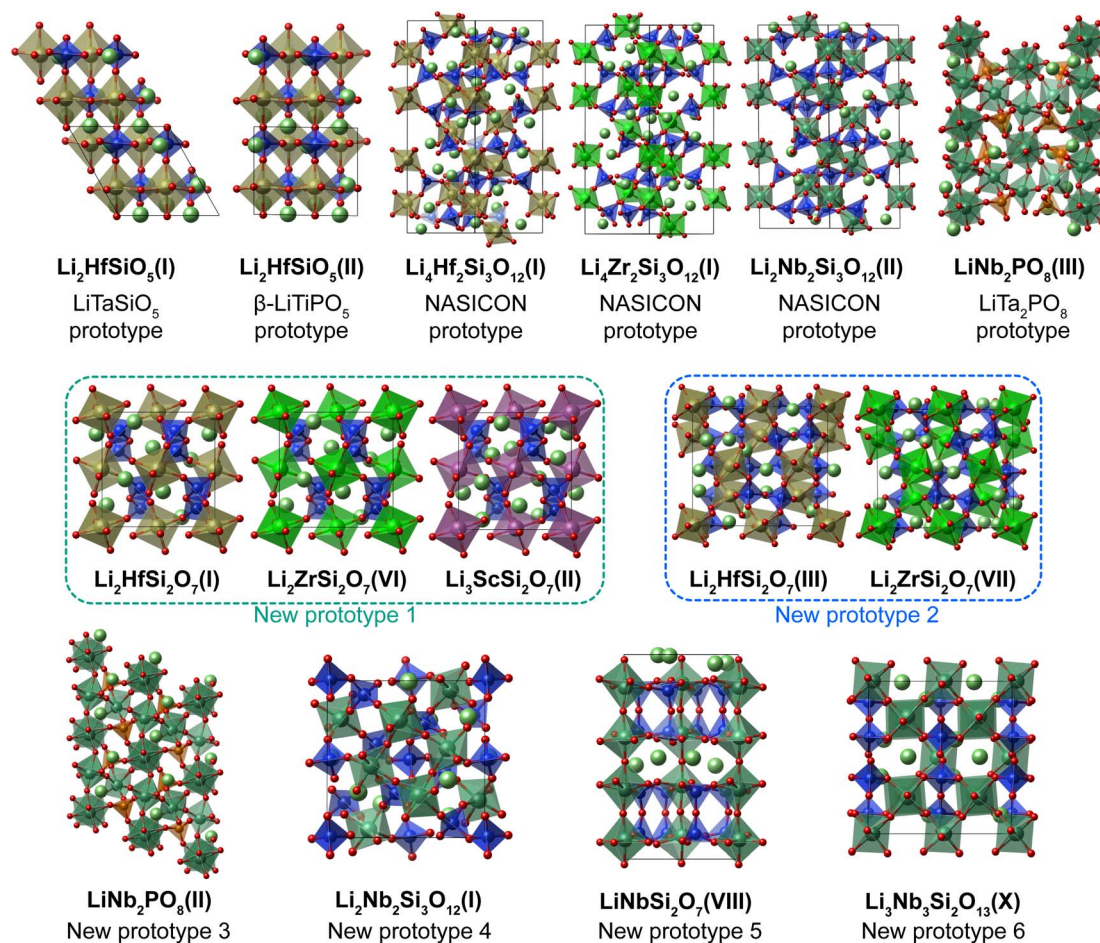 Li₂HfSiO₅(I) Li₂HfSiO₅(II) Li₄Hf₂Si₃O₁₂(I) Li₄Zr₂Si₃O₁₂(I) Li₂Nb₂Si₃O₁₂(II) LiNb₂PO₈(III)
LiTaSiO₅ β-LiTiPO₅ NASICON NASICON NASICON LiTa₂PO₈
prototype prototype prototype prototype prototype prototype
Li₂HfSi₂O₇(I) Li₂ZrSi₂O₇(VI) Li₃ScSi₂O₇(II) Li₂HfSi₂O₇(III) Li₂ZrSi₂O₇(VII)
New prototype 1 New prototype 2
LiNb₂PO₈(II) Li₂Nb₂Si₃O₁₂(I) LiNbSi₂O₇(VIII) Li₃Nb₃Si₂O₁₃(X)
New prototype 3 New prototype 4 New prototype 5 New prototype 6